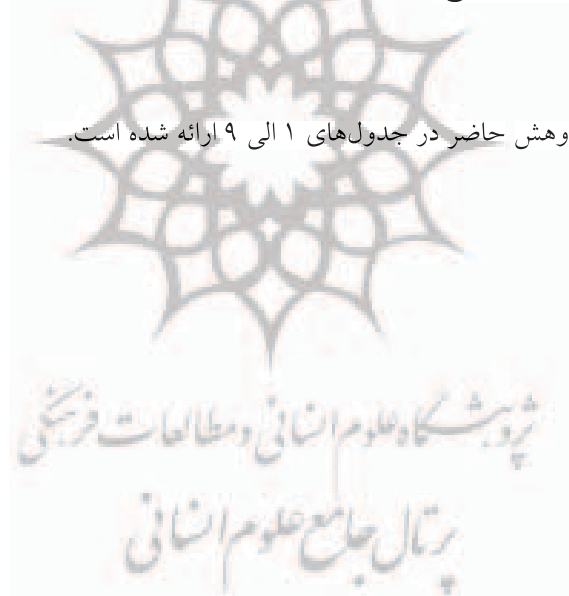 وهش حاضر در جدول‌های ۱ الی ۹ ارائه شده است.
پژوهشگاه علوم انسانی و مطالعات فرهنگی
پرتال جامع علوم انسانی